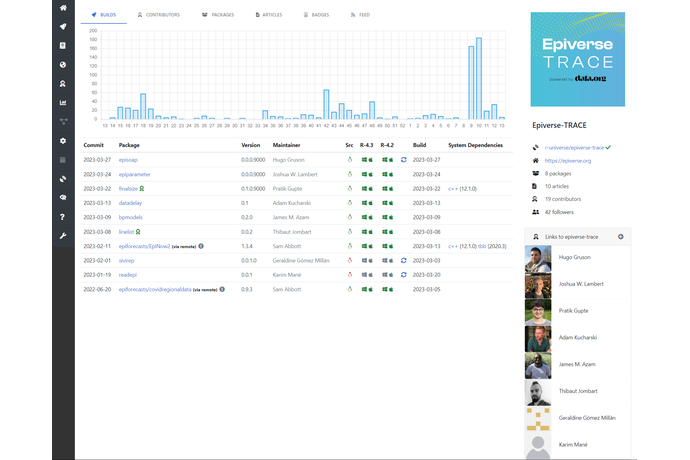 BUILDS CONTRIBUTORS PACKAGES ARTICLES BADGES FEED
200
180
160
140
120
100
80
60
40
20
0
13 14 15 16 17 18 19 20 21 22 23 24 25 26 27 28 29 30 31 32 33 34 35 36 37 38 39 40 41 42 43 44 45 46 47 48 49 50 51 52 1 2 3 4 5 6 7 8 9 10 11 12 13
Commit Package Version Maintainer Src R-4.3 R-4.2 Build System Dependencies
2023-03-27 episoap 0.0.0.9000 Hugo Gruson 2023-03-27
2023-03-24 epiparameter 0.0.0.9000 Joshua W. Lambert 2023-03-24
2023-03-22 finalsize 0.1.0.9000 Pratik Gupte 2023-03-22 c++ (12.1.0)
2023-03-13 datadelay 0.1 Adam Kucharski 2023-03-13
2023-03-09 bpmodels 0.2.0 James M. Azam 2023-03-09
2023-03-08 linelist 0.0.2 Thibaut Jombart 2023-03-08
2023-02-11 epiforecasts/EpiNow2 (via remote) 1.3.4 Sam Abbott 2023-03-13 c++ (12.1.0) tbb (2020.3)
2023-02-01 sivirep 0.0.1.0 Geraldine Gómez Millán 2023-03-03
2023-01-19 readepi 0.0.1 Karim Mané 2023-03-20
2022-06-20 epiforecasts/covidregionaldata (via remote) 0.9.3 Sam Abbott 2023-03-05
Epiverse
TRACE
powered by data.org
Epiverse-TRACE
r-universe/epiverse-trace
https://epiverse.org
8 packages
10 articles
19 contributors
42 followers
Links to epiverse-trace
Hugo Gruson
Joshua W. Lambert
Pratik Gupte
Adam Kucharski
James M. Azam
Thibaut Jombart
Geraldine Gómez Millán
Karim Mané